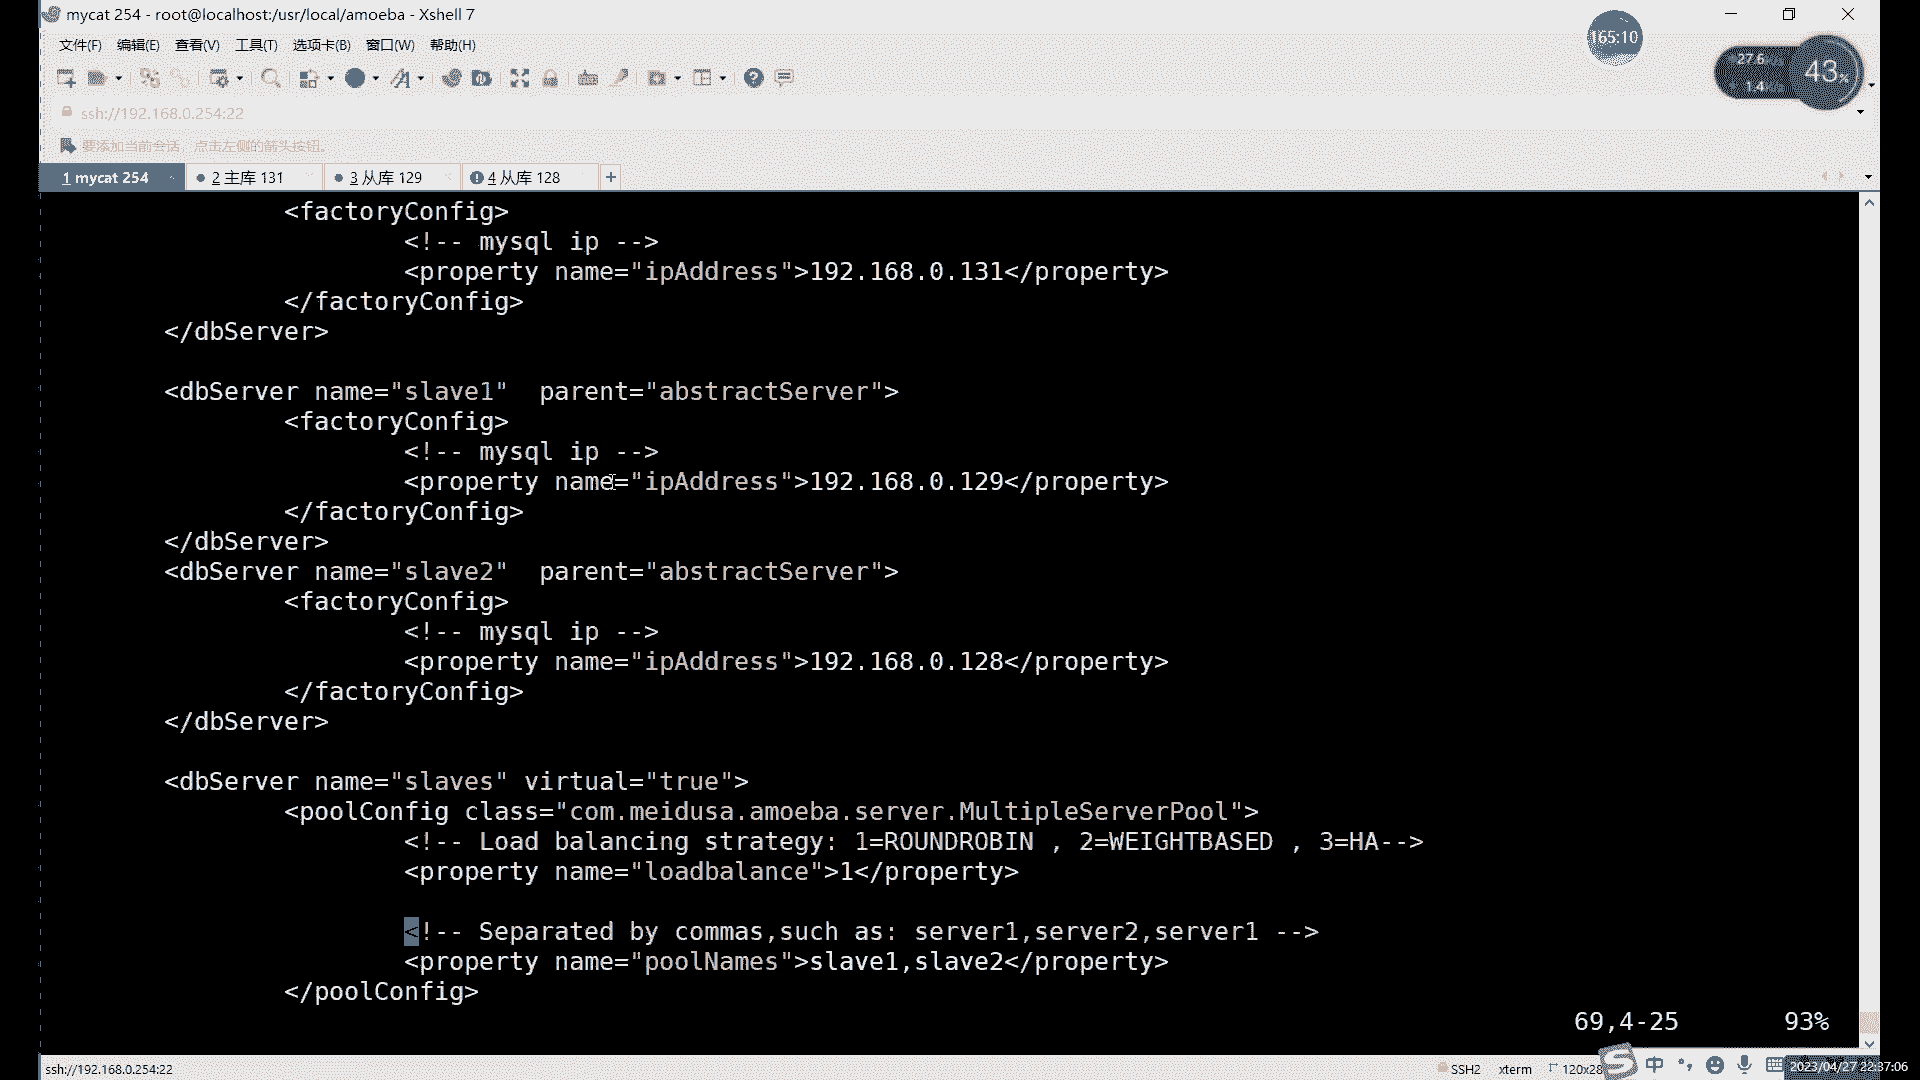 mycat 254 - root@localhost:/usr/local/amoeba - Xshell 7
文件(F) 编辑(E) 查看(V) 工具(T) 选项卡(B) 窗口(W) 帮助(H)
165:10
27.6
1.4
43%
ssh://192.168.0.254:22
要添加当前会话，点击左侧的箭头按钮。
1 mycat 254
2 主库 131
3 从库 129
4 从库 128
<factoryConfig>
<!-- mysql ip -->
<property name="ipAddress">192.168.0.131</property>
</factoryConfig>
</dbServer>
<dbServer name="slave1"  parent="abstractServer">
<factoryConfig>
<!-- mysql ip -->
<property name="ipAddress">192.168.0.129</property>
</factoryConfig>
</dbServer>
<dbServer name="slave2"  parent="abstractServer">
<factoryConfig>
<!-- mysql ip -->
<property name="ipAddress">192.168.0.128</property>
</factoryConfig>
</dbServer>
<dbServer name="slaves" virtual="true">
<poolConfig class="com.meidusa.amoeba.server.MultipleServerPool">
<!-- Load balancing strategy: 1=ROUNDROBIN , 2=WEIGHTBASED , 3=HA-->
<property name="loadbalance">1</property>
<!-- Separated by commas,such as: server1,server2,server1 -->
<property name="poolNames">slave1,slave2</property>
</poolConfig>
69,4-25 93%
ssh://192.168.0.254:22
SSH2 xterm 120x28
中
2023/04/27 22:37:06